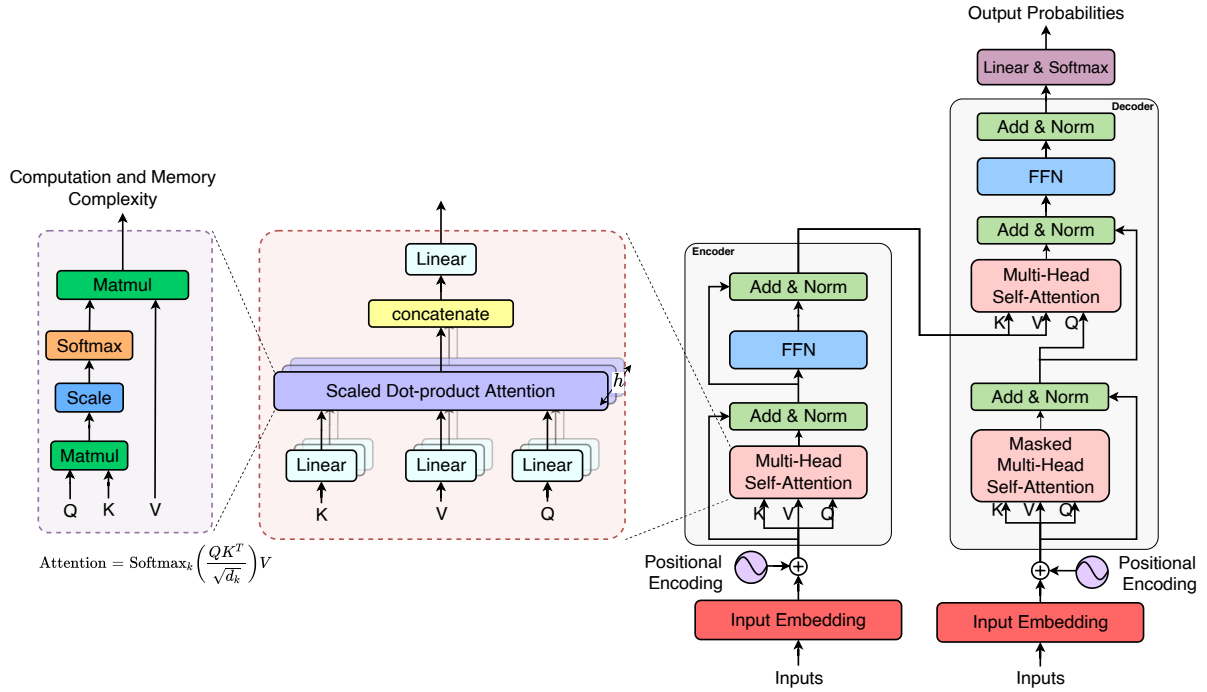 Computation and Memory
Complexity
Matmul
Softmax
Scale
Matmul
Q K V
Attention = Softmax_k(QK^T / √d_k)V
Linear
concatenate
Scaled Dot-product Attention
h
Linear Linear Linear
K V Q
Encoder
Add & Norm
FFN
Add & Norm
Multi-Head
Self-Attention
K V Q
Positional
Encoding
Input Embedding
Inputs
Output Probabilities
Linear & Softmax
Decoder
Add & Norm
FFN
Add & Norm
Multi-Head
Self-Attention
K V Q
Add & Norm
Masked
Multi-Head
Self-Attention
K V Q
Positional
Encoding
Input Embedding
Inputs